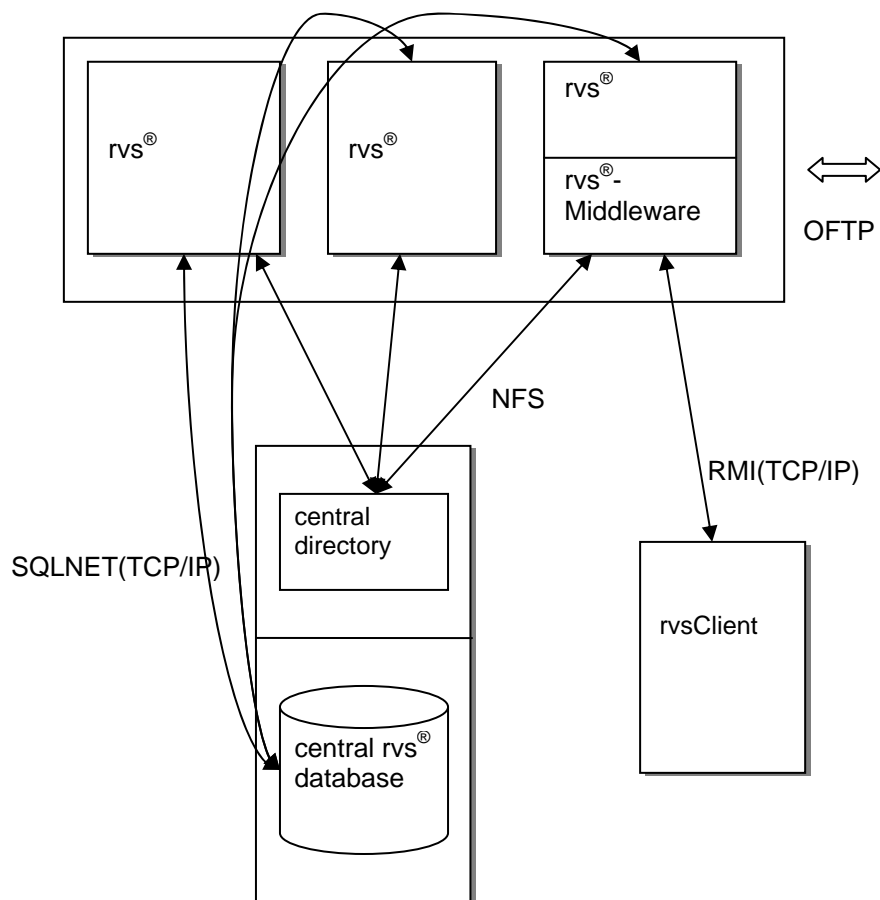 rvs®
rvs®
rvs®
rvs®-
Middleware
OFTP
NFS
RMI(TCP/IP)
central
directory
SQLNET(TCP/IP)
rvsClient
central rvs®
database